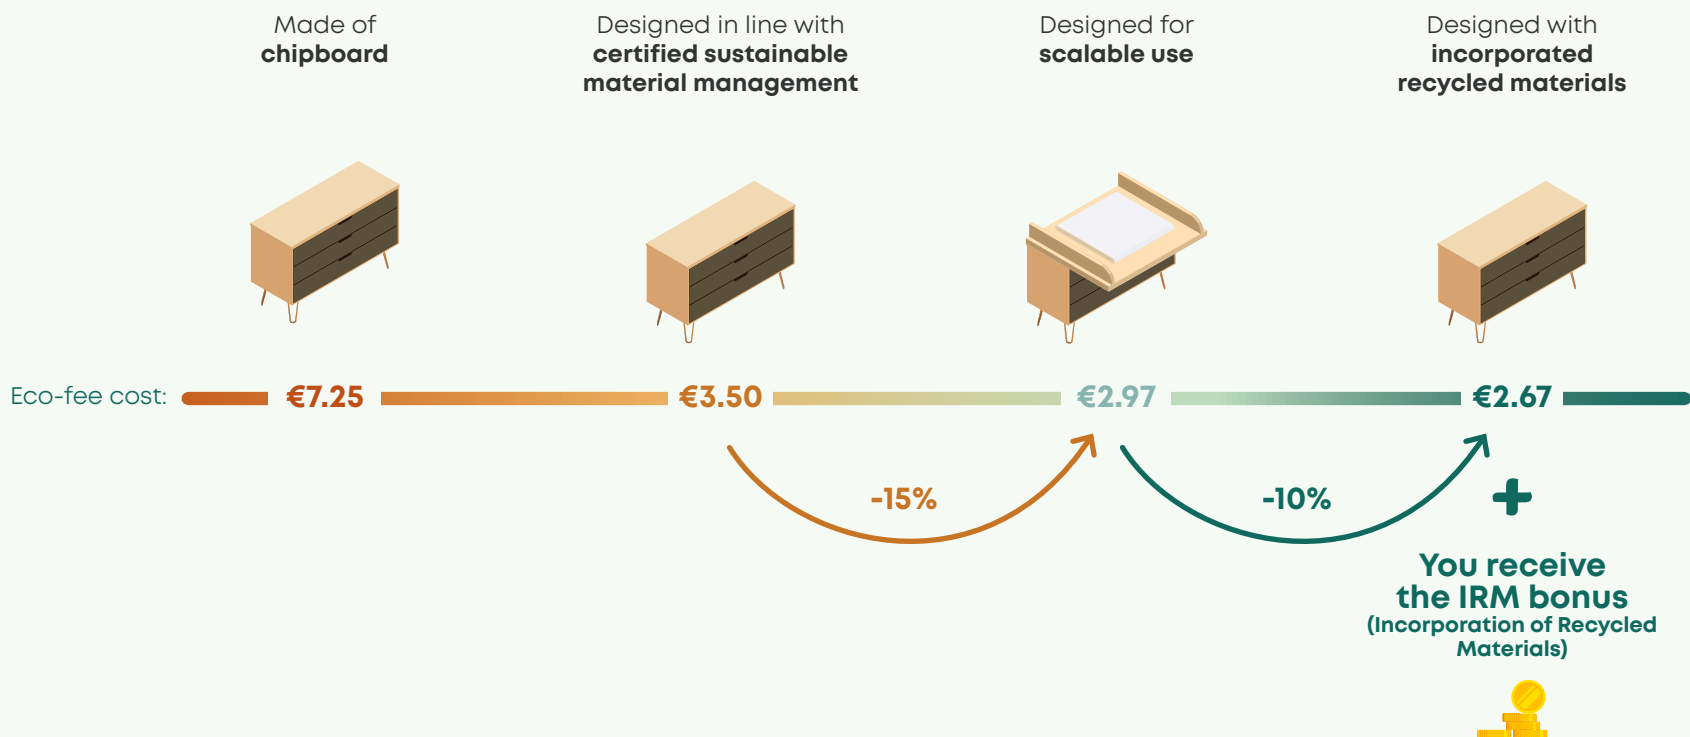 Made of
chipboard
Designed in line with
certified sustainable
material management
Designed for
scalable use
Designed with
incorporated
recycled materials
Eco-fee cost:
€7.25
€3.50
€2.97
€2.67
-15%
-10%
+
You receive
the IRM bonus
(Incorporation of Recycled
Materials)